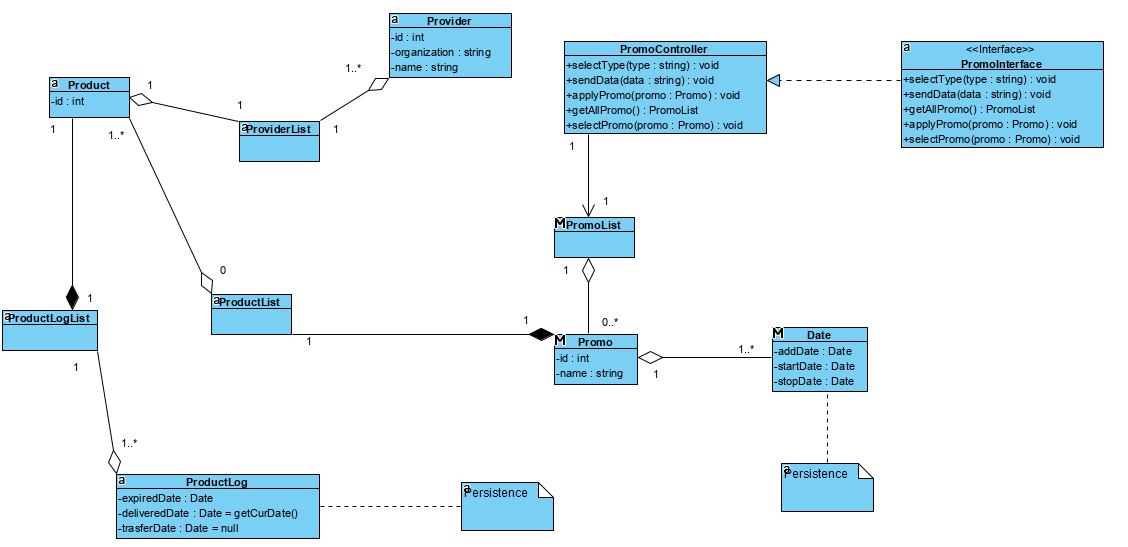 a
Provider
-id : int
-organization : string
-name : string
1..*
a
Product
-id : int
1
1
1
a
ProviderList
1
1..*
PromoController
+selectType(type : string) : void
+sendData(data : string) : void
+applyPromo(promo : Promo) : void
+getAllPromo() : PromoList
+selectPromo(promo : Promo) : void
a
<<Interface>>
PromoInterface
+selectType(type : string) : void
+sendData(data : string) : void
+getAllPromo() : PromoList
+applyPromo(promo : Promo) : void
+selectPromo(promo : Promo) : void
1
1
M
PromoList
1
0..*
0
a
ProductList
1
1
1
a
ProductLogList
1
M
Promo
-id : int
-name : string
1
1..*
M
Date
-addDate : Date
-startDate : Date
-stopDate : Date
1..*
a
ProductLog
-expiredDate : Date
-deliveredDate : Date = getCurDate()
-trasferDate : Date = null
a
Persistence
a
Persistence